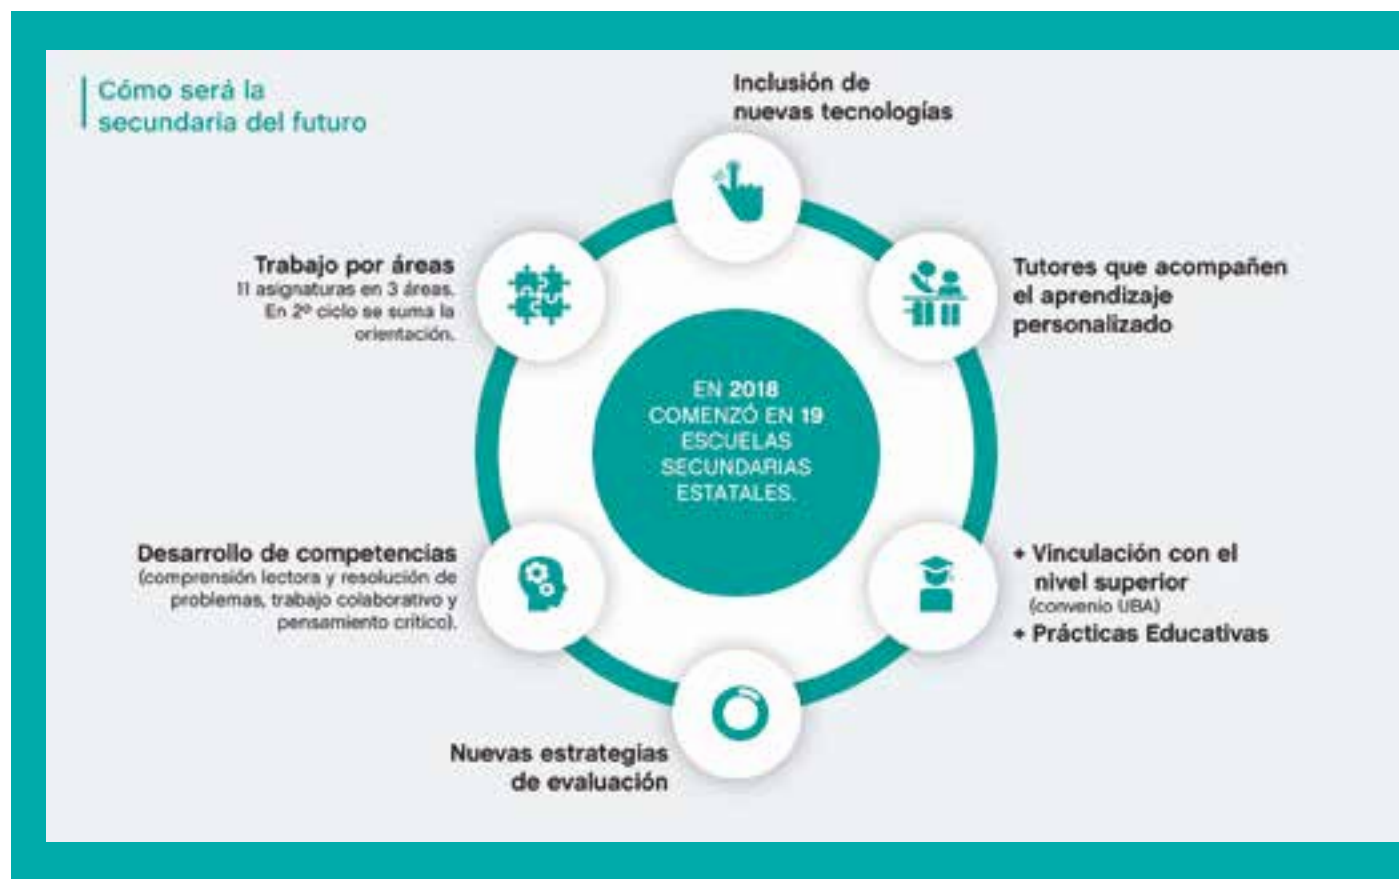 Cómo será la
secundaria del futuro
Inclusión de
nuevas tecnologías
Tutores que acompañen
el aprendizaje
personalizado
+ Vinculación con el
nivel superior
(convenio UBA)
+ Prácticas Educativas
Nuevas estrategias
de evaluación
Desarrollo de competencias
(comprensión lectora y resolución de
problemas, trabajo colaborativo y
pensamiento crítico).
Trabajo por áreas
11 asignaturas en 3 áreas.
En 2º ciclo se suma la
orientación.
EN 2018
COMENZÓ EN 19
ESCUELAS
SECUNDARIAS
ESTATALES.